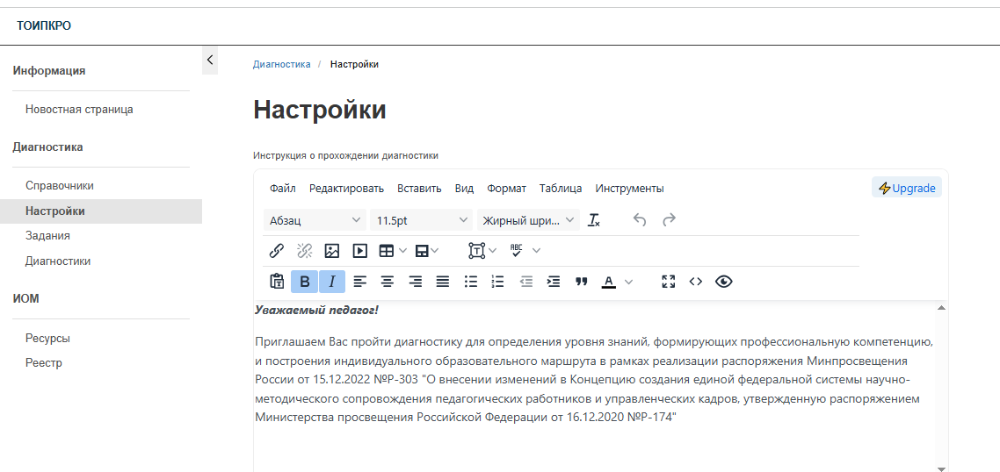 ТОИПКРО
Информация
Новостная страница
Диагностика
Справочники
Настройки
Задания
Диагностики
ИОМ
Ресурсы
Реестр
Диагностика / Настройки
Настройки
Инструкция о прохождении диагностики
Файл Редактировать Вставить Вид Формат Таблица Инструменты Upgrade
Абзац 11.5pt Жирный шри...
Уважаемый педагог!
Приглашаем Вас пройти диагностику для определения уровня знаний, формирующих профессиональную компетенцию,
и построения индивидуального образовательного маршрута в рамках реализации распоряжения Минпросвещения
России от 15.12.2022 №Р-303 "О внесении изменений в Концепцию создания единой федеральной системы научно-
методического сопровождения педагогических работников и управленческих кадров, утвержденную распоряжением
Министерства просвещения Российской Федерации от 16.12.2020 №Р-174"